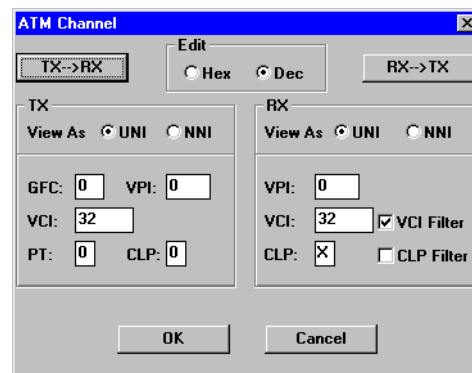 ATM Channel
Edit
TX-->RX
Hex
Dec
RX-->TX
TX
View As UNI NNI
GFC: 0 VPI: 0
VCI: 32
PT: 0 CLP: 0
RX
View As UNI NNI
VPI: 0
VCI: 32 VCI Filter
CLP: X CLP Filter
OK
Cancel